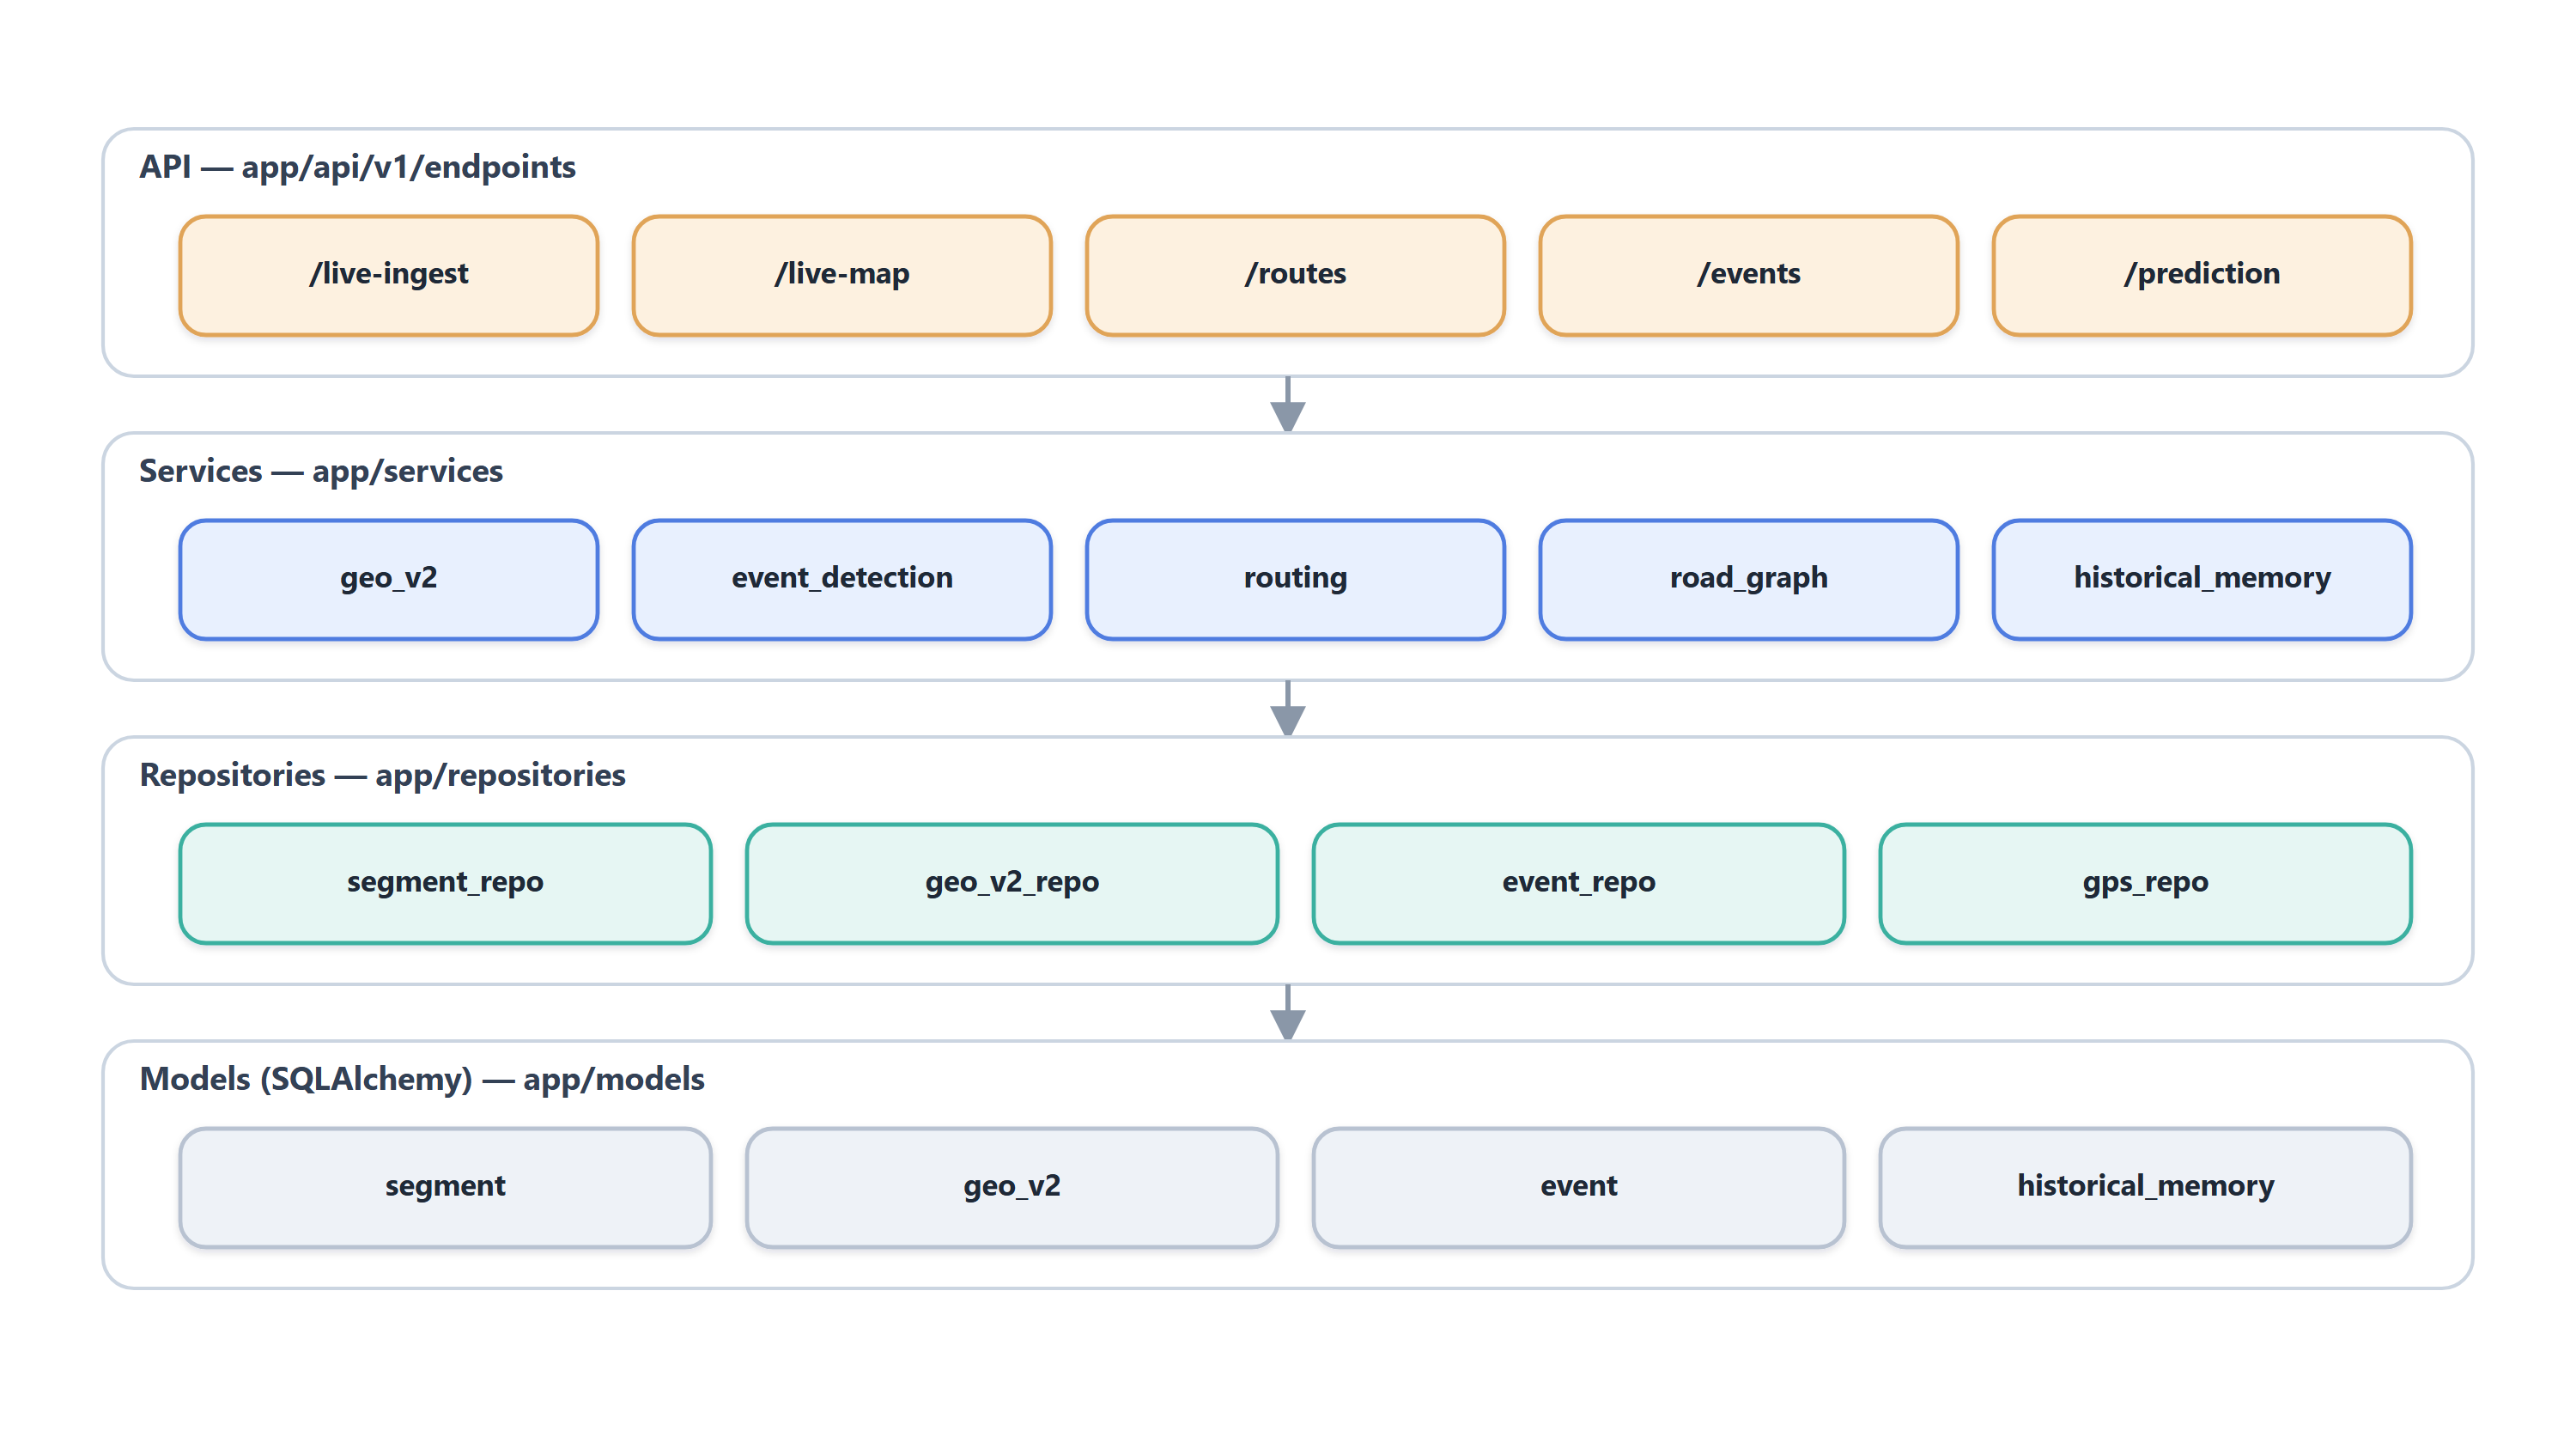 API — app/api/v1/endpoints
/live-ingest
/live-map
/routes
/events
/prediction
Services — app/services
geo_v2
event_detection
routing
road_graph
historical_memory
Repositories — app/repositories
segment_repo
geo_v2_repo
event_repo
gps_repo
Models (SQLAlchemy) — app/models
segment
geo_v2
event
historical_memory